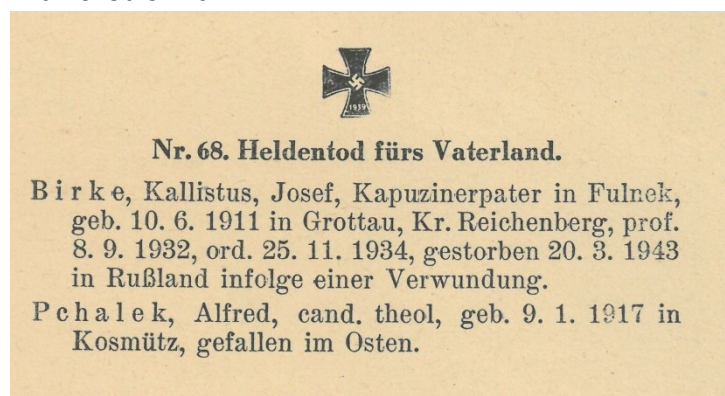 1939
Nr. 68. Heldentod fürs Vaterland.
Birke, Kallistus, Josef, Kapuzinerpater in Fulnek,
geb. 10. 6. 1911 in Grottau, Kr. Reichenberg, prof.
8. 9. 1932, ord. 25. 11. 1934, gestorben 20. 3. 1943
in Rußland infolge einer Verwundung.
Pchalek, Alfred, cand. theol, geb. 9. 1. 1917 in
Kosmütz, gefallen im Osten.